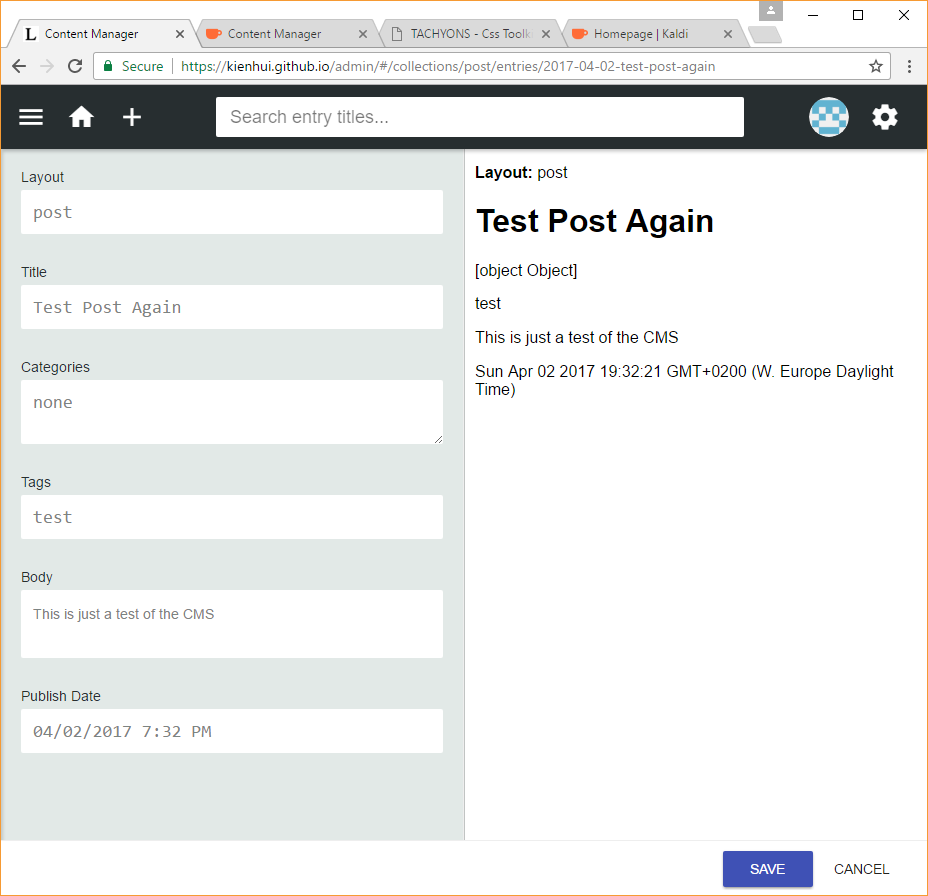 L Content Manager
Content Manager
TACHYONS - Css Toolk
Homepage | Kaldi
Secure
https://kienhui.github.io/admin/#/collections/post/entries/2017-04-02-test-post-again
Search entry titles...
Layout
post
Title
Test Post Again
Categories
none
Tags
test
Body
This is just a test of the CMS
Publish Date
04/02/2017 7:32 PM
Layout: post
Test Post Again
[object Object]
test
This is just a test of the CMS
Sun Apr 02 2017 19:32:21 GMT+0200 (W. Europe Daylight
Time)
SAVE
CANCEL